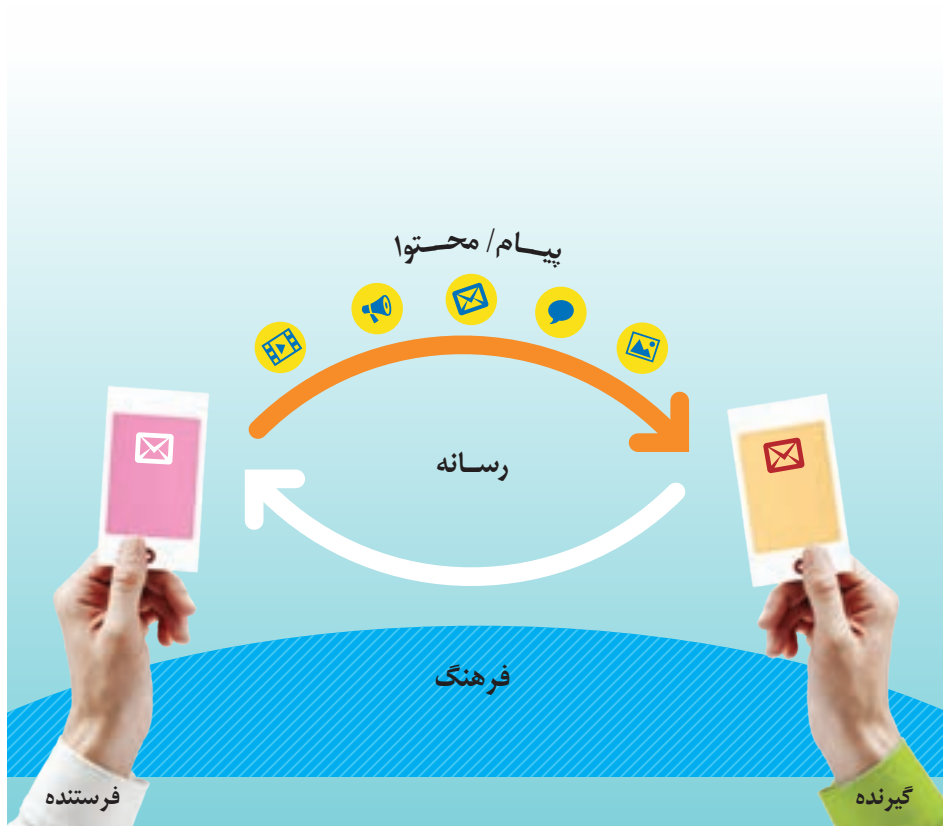 پیام/ محتوا
رسانه
فرهنگ
گیرنده
فرستنده